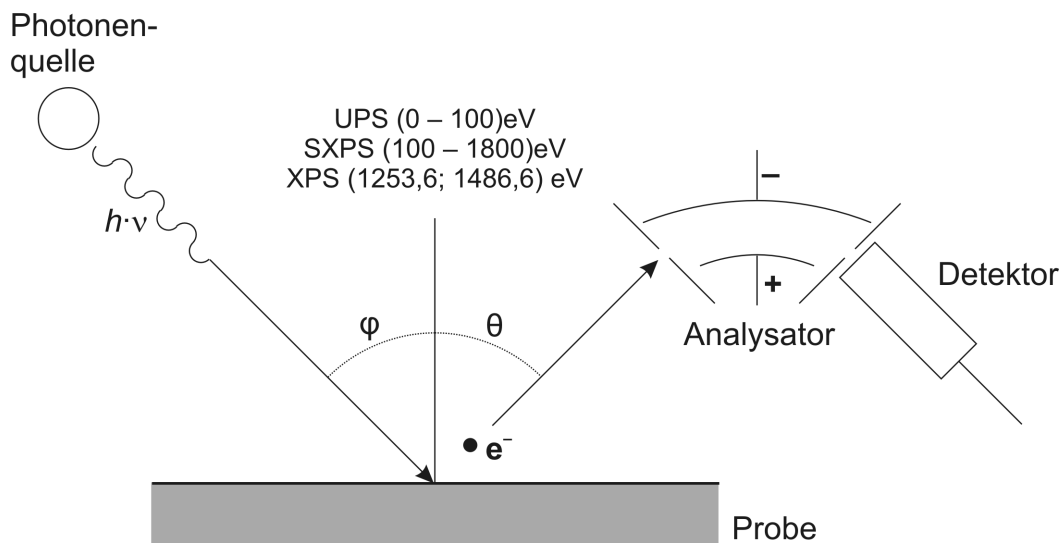 Photonen-
quelle
UPS (0 – 100)eV
SXPS (100 – 1800)eV
XPS (1253,6; 1486,6) eV
h·ν
–
+
Detektor
Analysator
φ
θ
e⁻
Probe